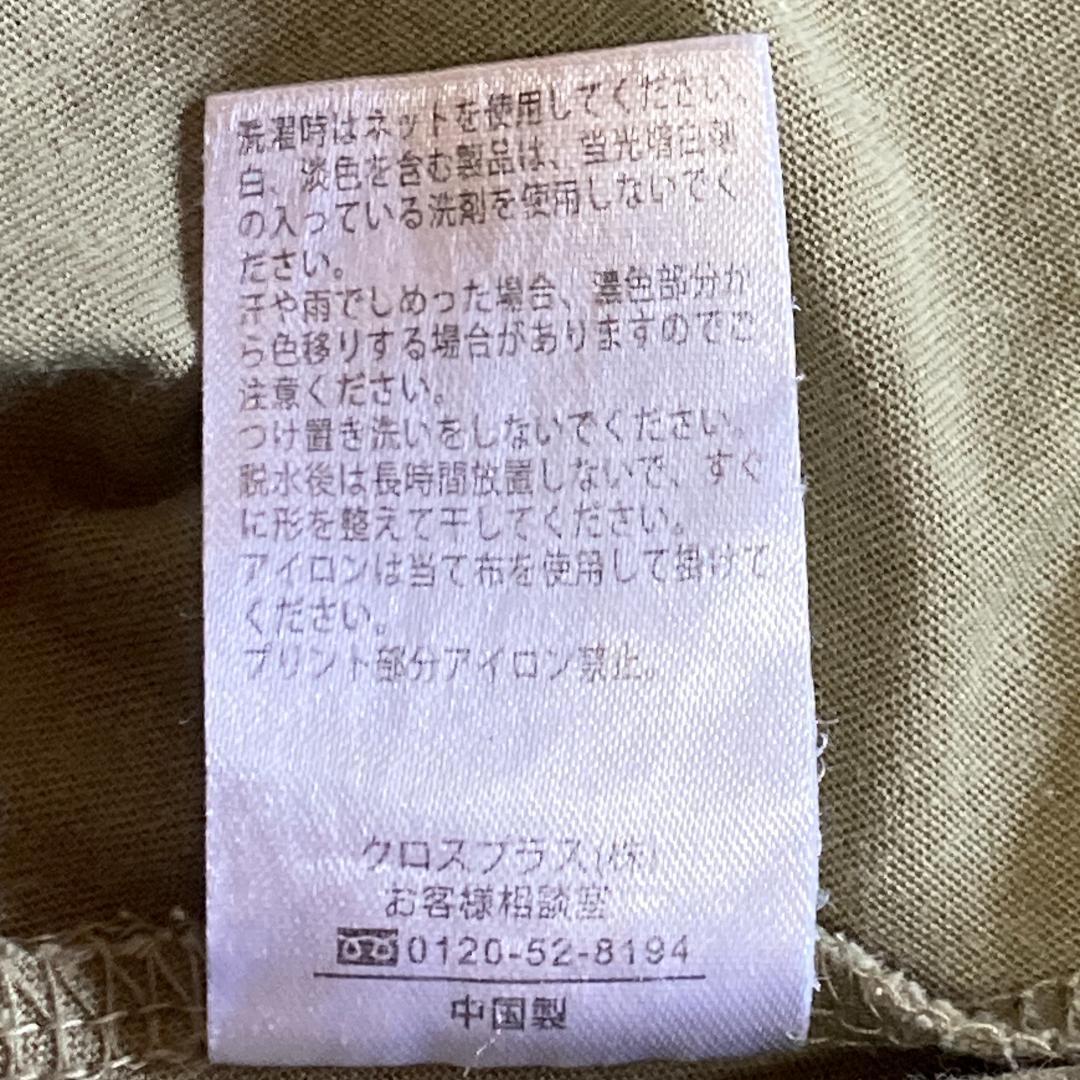 洗濯時はネットを使用してください。
白、淡色を含む製品は、蛍光増白剤
の入っている洗剤を使用しないでく
ださい。
汗や雨でしめった場合、濃色部分か
ら色移りする場合がありますのでご
注意ください。
つけ置き洗いをしないでください。
脱水後は長時間放置しないで、すぐ
に形を整えて干してください。
アイロンは当て布を使用して掛けて
ください。
プリント部分アイロン禁止。
クロスプラス(株)
お客様相談室
0120-52-8194
中国製